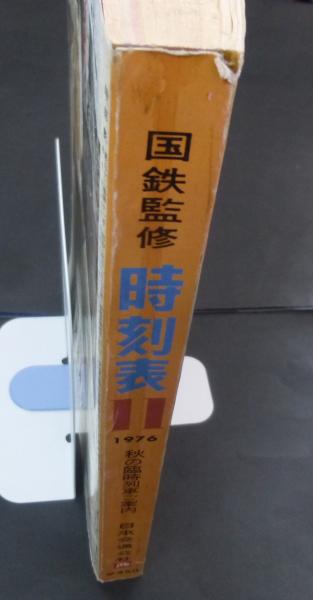 国鉄監修
時刻表
11
1976
秋の臨時列車ご案内
日本交通公社